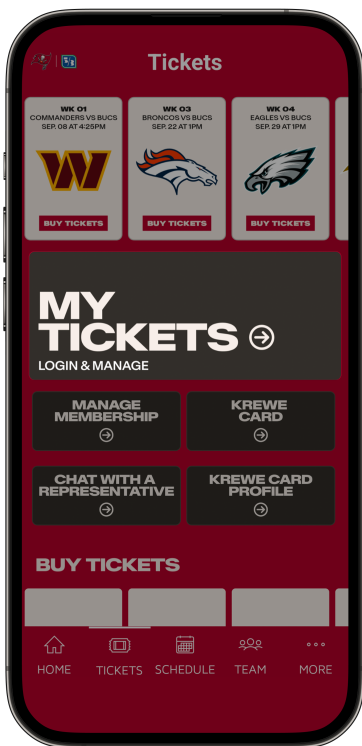 Tickets
WK 01
COMMANDERS VS BUCS
SEP. 08 AT 4:25PM
BUY TICKETS
WK 03
BRONCOS VS BUCS
SEP. 22 AT 1PM
BUY TICKETS
WK 04
EAGLES VS BUCS
SEP. 29 AT 1PM
BUY TICKETS
MY
TICKETS
LOGIN & MANAGE
MANAGE
MEMBERSHIP
KREWE
CARD
CHAT WITH A
REPRESENTATIVE
KREWE CARD
PROFILE
BUY TICKETS
HOME
TICKETS
SCHEDULE
TEAM
MORE